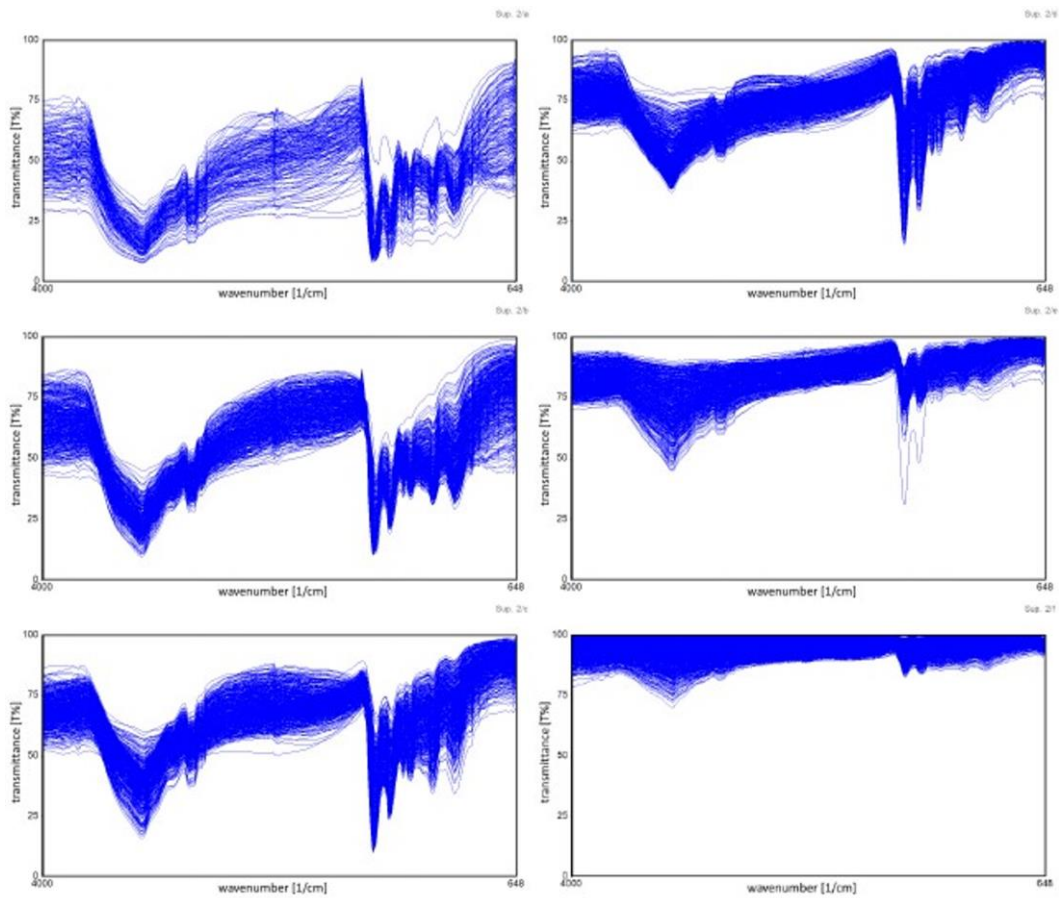 Sup. 2/a
100
75
50
25
0
transmittance [T%]
4000
wavenumber [1/cm]
648
Sup. 2/d
100
75
50
25
0
transmittance [T%]
4000
wavenumber [1/cm]
648
Sup. 2/b
100
75
50
25
0
transmittance [T%]
4000
wavenumber [1/cm]
648
Sup. 2/e
100
75
50
25
0
transmittance [T%]
4000
wavenumber [1/cm]
648
Sup. 2/c
100
75
50
25
0
transmittance [T%]
4000
wavenumber [1/cm]
648
Sup. 2/f
100
75
50
25
0
transmittance [T%]
4000
wavenumber [1/cm]
648